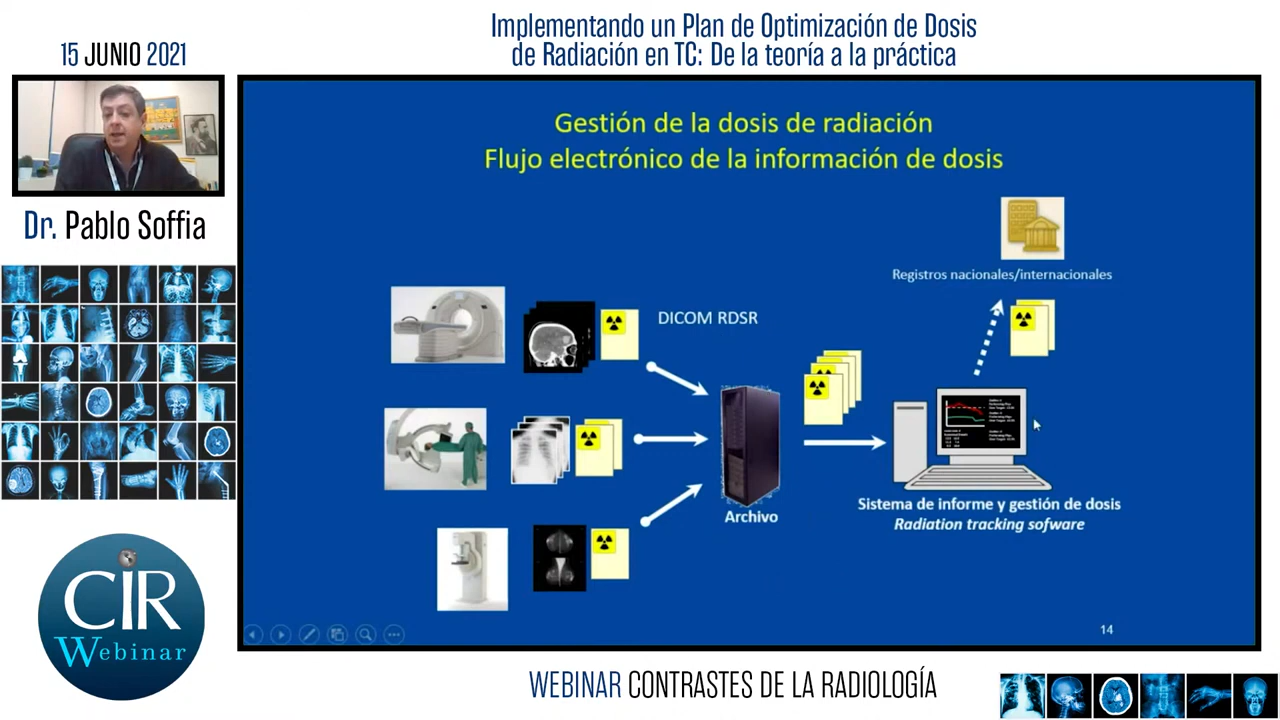 Implementando un Plan de Optimización de Dosis
de Radiación en TC: De la teoría a la práctica
15 JUNIO 2021
Dr. Pablo Soffia
Gestión de la dosis de radiación
Flujo electrónico de la información de dosis
Registros nacionales/internacionales
DICOM RDSR
Archivo
Sistema de informe y gestión de dosis
Radiation tracking sofware
14
CIR
Webinar
WEBINAR CONTRASTES DE LA RADIOLOGÍA